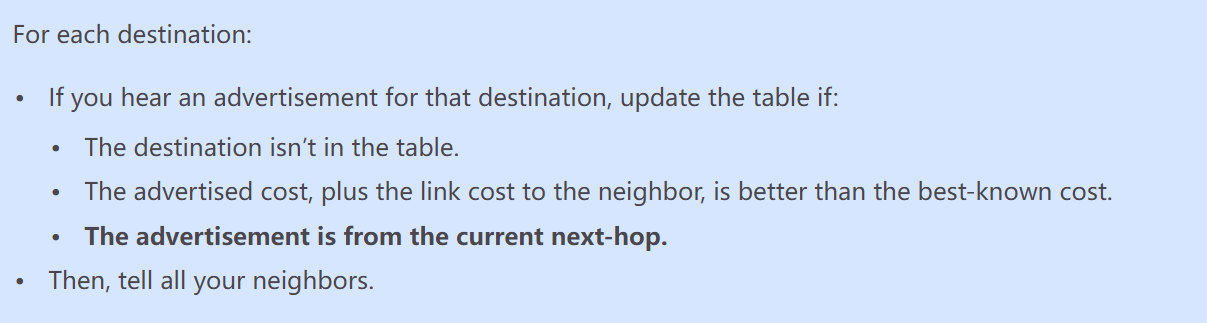 For each destination:
• If you hear an advertisement for that destination, update the table if:
• The destination isn’t in the table.
• The advertised cost, plus the link cost to the neighbor, is better than the best-known cost.
• The advertisement is from the current next-hop.
• Then, tell all your neighbors.